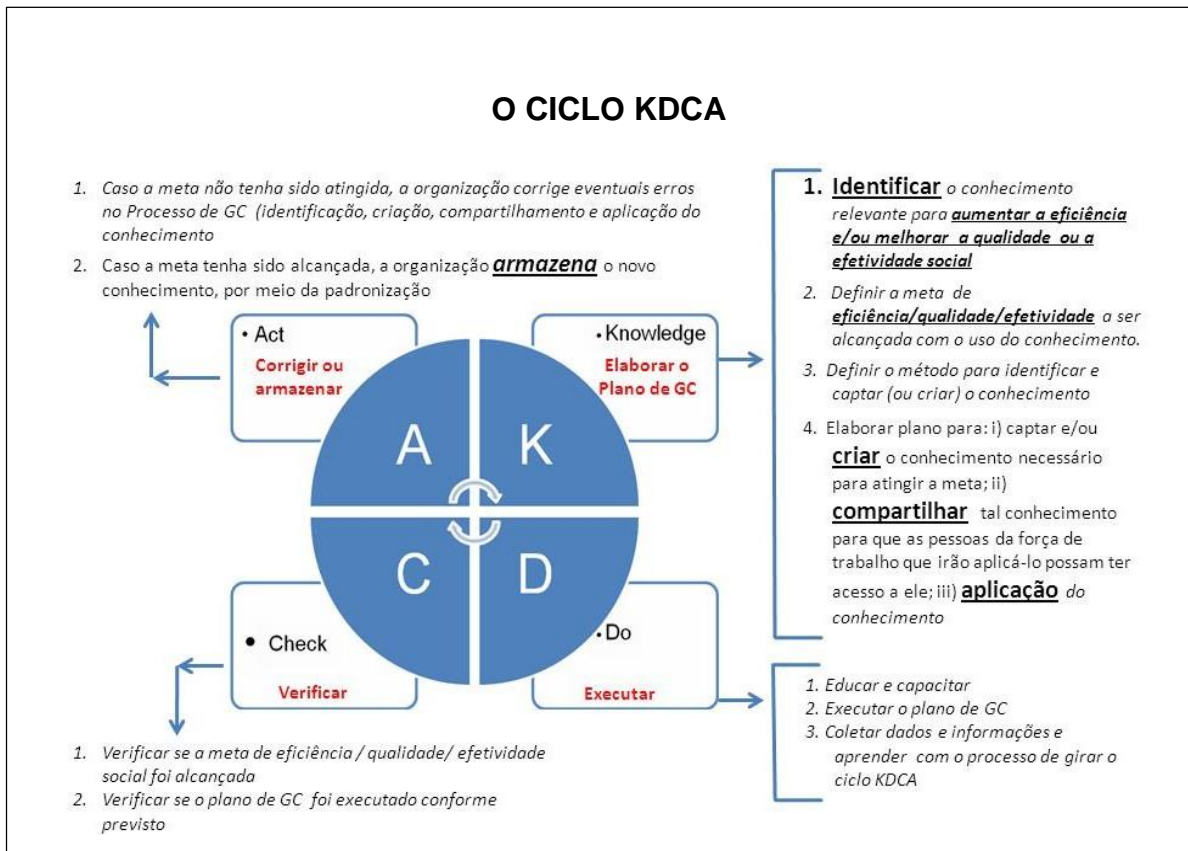 O CICLO KDCA
1. Caso a meta não tenha sido atingida, a organização corrige eventuais erros
no Processo de GC (identificação, criação, compartilhamento e aplicação do
conhecimento
2. Caso a meta tenha sido alcançada, a organização armazena o novo
conhecimento, por meio da padronização
• Act
Corrigir ou
armazenar
• Knowledge
Elaborar o
Plano de GC
1. Identificar o conhecimento
relevante para aumentar a eficiência
e/ou melhorar a qualidade ou a
efetividade social
2. Definir a meta de
eficiência/qualidade/efetividade a ser
alcançada com o uso do conhecimento.
3. Definir o método para identificar e
captar (ou criar) o conhecimento
4. Elaborar plano para: i) captar e/ou
criar o conhecimento necessário
para atingir a meta; ii)
compartilhar tal conhecimento
para que as pessoas da força de
trabalho que irão aplicá-lo possam ter
acesso a ele; iii) aplicação do
conhecimento
A
K
C
D
• Check
Verificar
• Do
Executar
1. Educar e capacitar
2. Executar o plano de GC
3. Coletar dados e informações e
aprender com o processo de girar o
ciclo KDCA
1. Verificar se a meta de eficiência / qualidade/ efetividade
social foi alcançada
2. Verificar se o plano de GC foi executado conforme
previsto